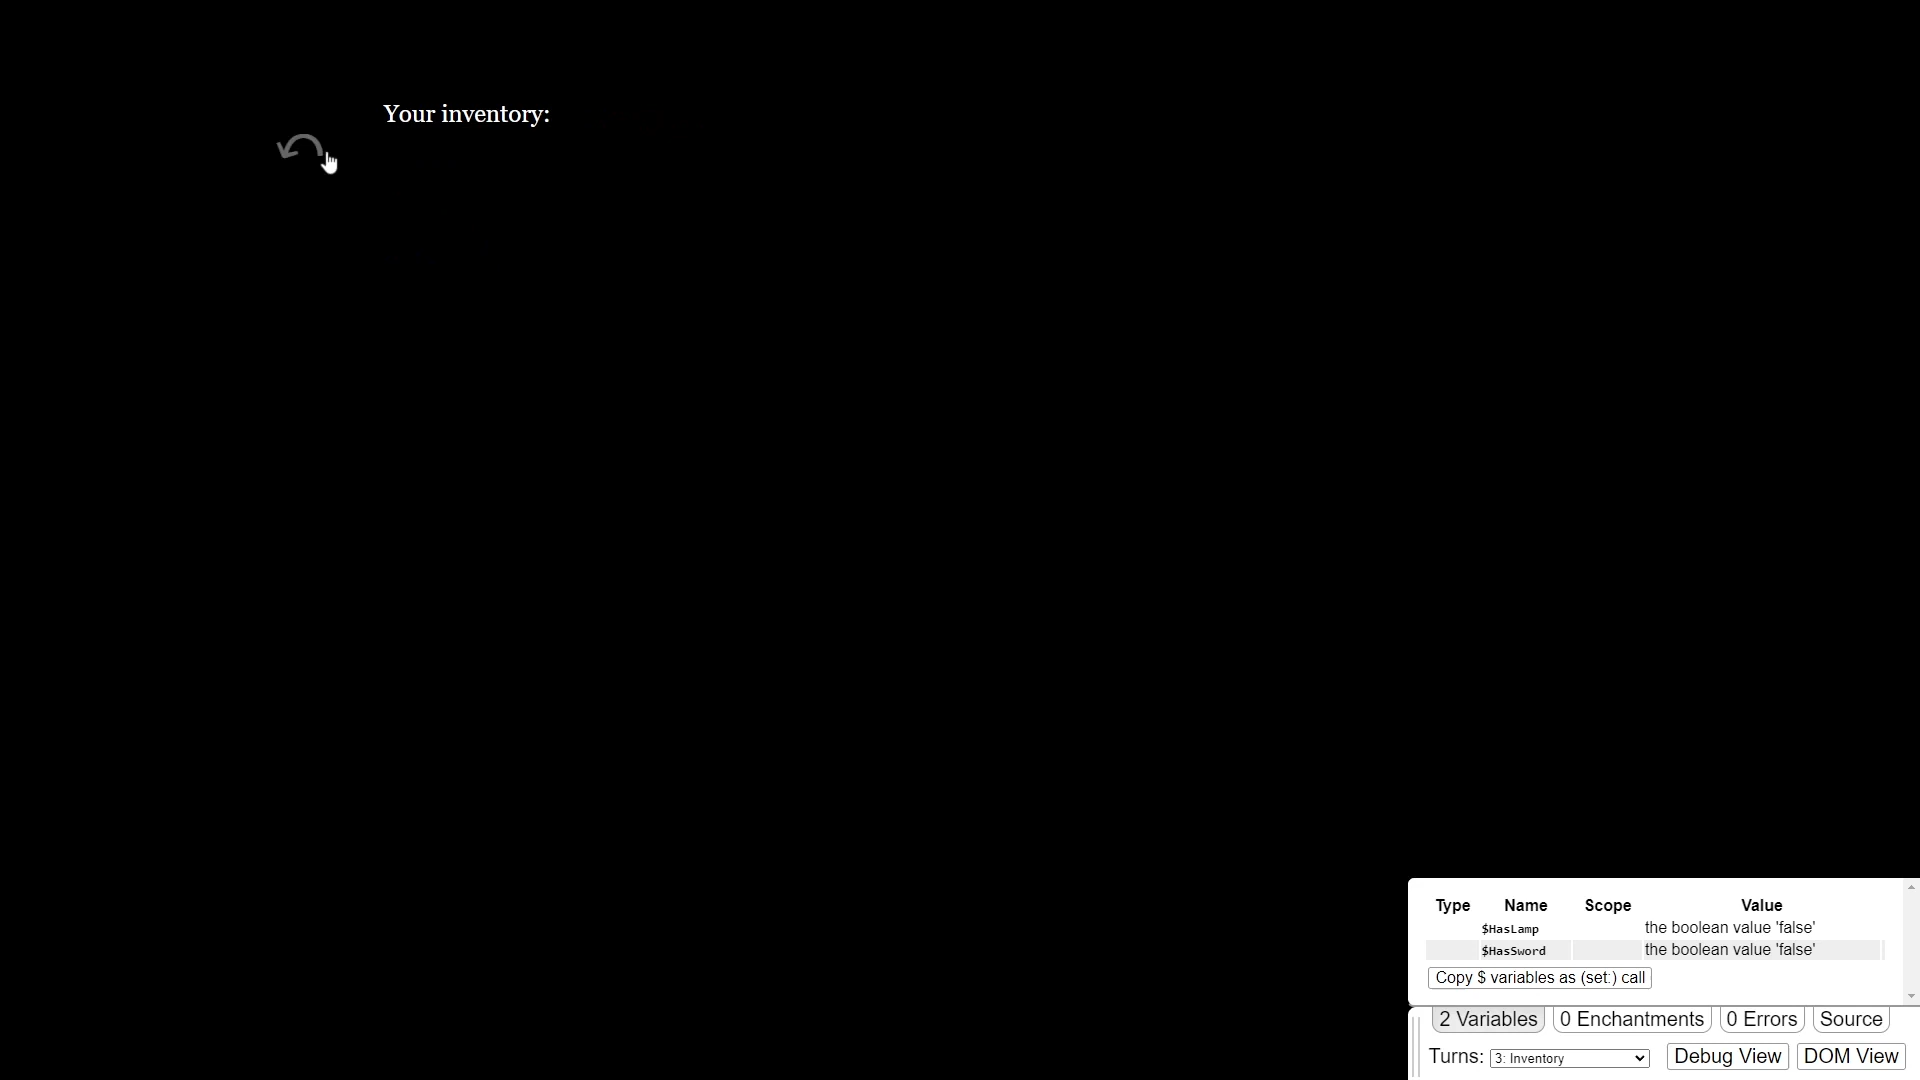 Your inventory:
Type Name Scope Value
$HasLamp the boolean value 'false'
$HasSword the boolean value 'false'
Copy $ variables as (set:) call
2 Variables 0 Enchantments 0 Errors Source
Turns: 3: Inventory Debug View DOM View